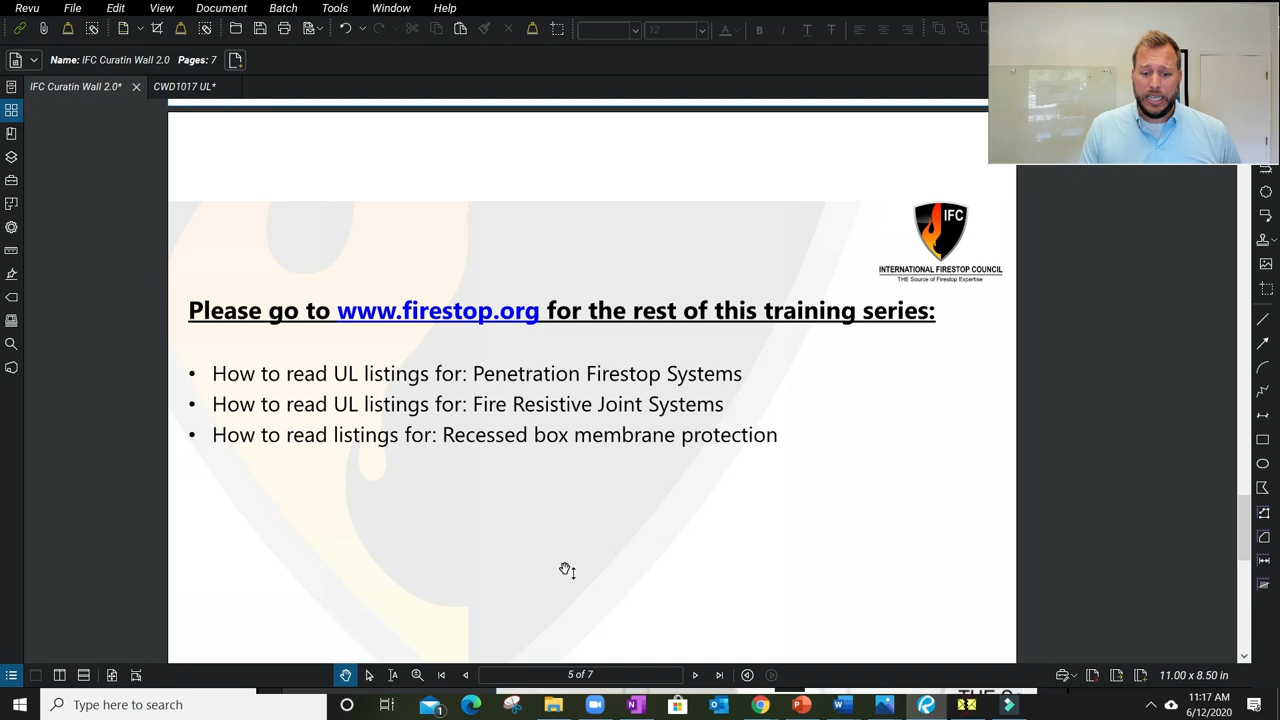 Revu File Edit View Document Batch Tools Window Help
12
Name: IFC Curatin Wall 2.0 Pages: 7
IFC Curatin Wall 2.0* CWD1017 UL*
IFC
INTERNATIONAL FIRESTOP COUNCIL
THE Source of Firestop Expertise
Please go to www.firestop.org for the rest of this training series:
• How to read UL listings for: Penetration Firestop Systems
• How to read UL listings for: Fire Resistive Joint Systems
• How to read listings for: Recessed box membrane protection
5 of 7
11.00 x 8.50 in
Type here to search
11:17 AM
6/12/2020